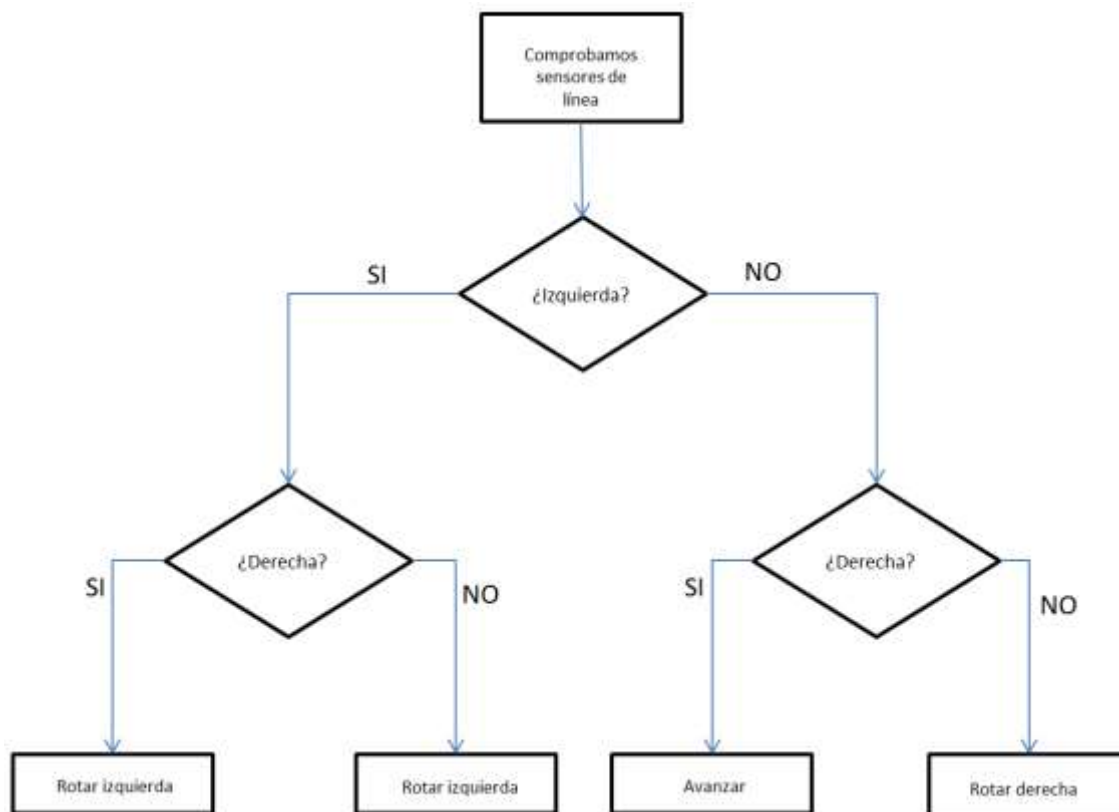 Comprobamos
sensores de
línea
¿Izquierda?
SI
NO
¿Derecha?
SI
NO
¿Derecha?
SI
NO
Rotar izquierda
Rotar izquierda
Avanzar
Rotar derecha